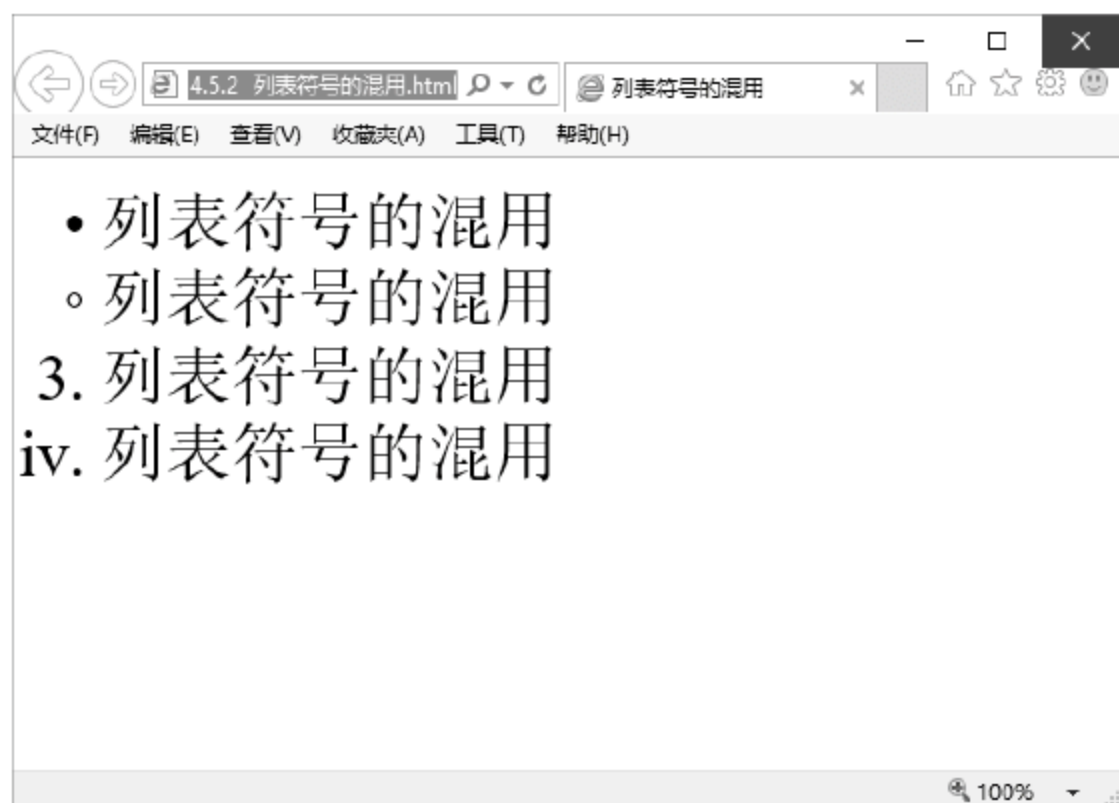 4.5.2 列表符号的混用.html
列表符号的混用
文件(F) 编辑(E) 查看(V) 收藏夹(A) 工具(T) 帮助(H)
• 列表符号的混用
◦ 列表符号的混用
3. 列表符号的混用
iv. 列表符号的混用
100%